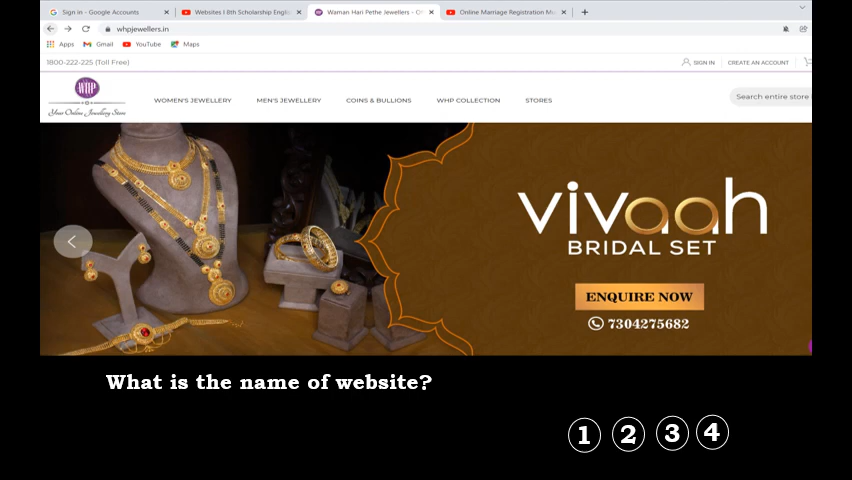 Sign in - Google Accounts
Websites I 8th Scholarship Englis
Waman Hari Pethe Jewellers - On
Online Marriage Registration Ma
whpjewellers.in
Apps Gmail YouTube Maps
1800-222-225 (Toll Free)
SIGN IN
CREATE AN ACCOUNT
WHP
Your Online Jewellery Store
WOMEN'S JEWELLERY
MEN'S JEWELLERY
COINS & BULLIONS
WHP COLLECTION
STORES
Search entire store
vivaah
BRIDAL SET
ENQUIRE NOW
7304275682
What is the name of website?
1 2 3 4